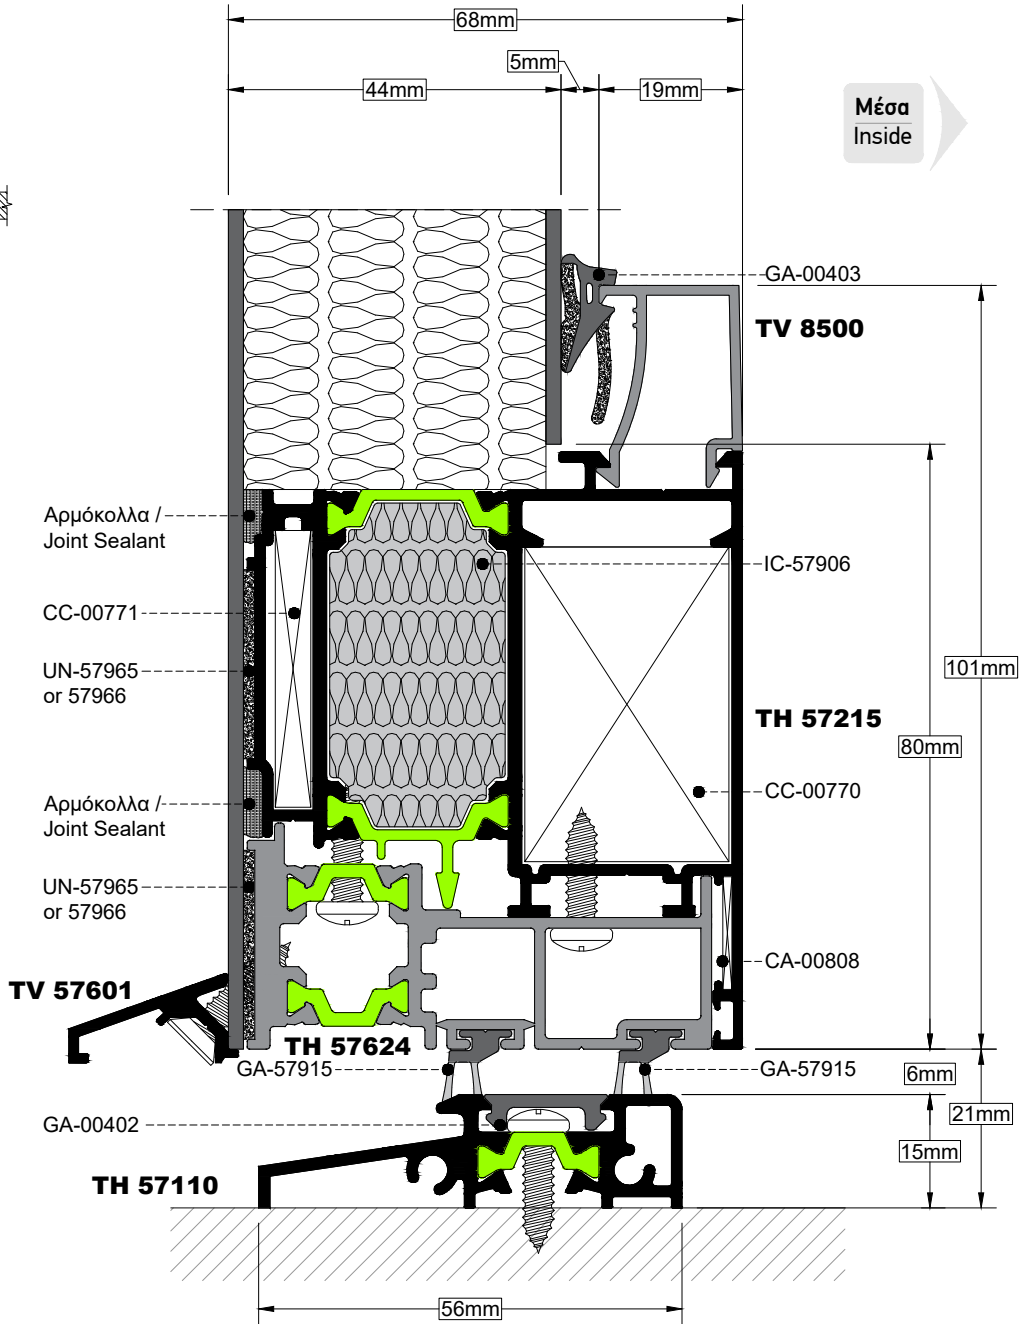 68mm
5mm
44mm
19mm
Μέσα
Inside
GA-00403
TV 8500
Αρμόκολλα /
Joint Sealant
IC-57906
CC-00771
UN-57965
or 57966
101mm
TH 57215
80mm
CC-00770
Αρμόκολλα /
Joint Sealant
UN-57965
or 57966
CA-00808
TV 57601
TH 57624
GA-57915
GA-57915
6mm
21mm
GA-00402
15mm
TH 57110
56mm